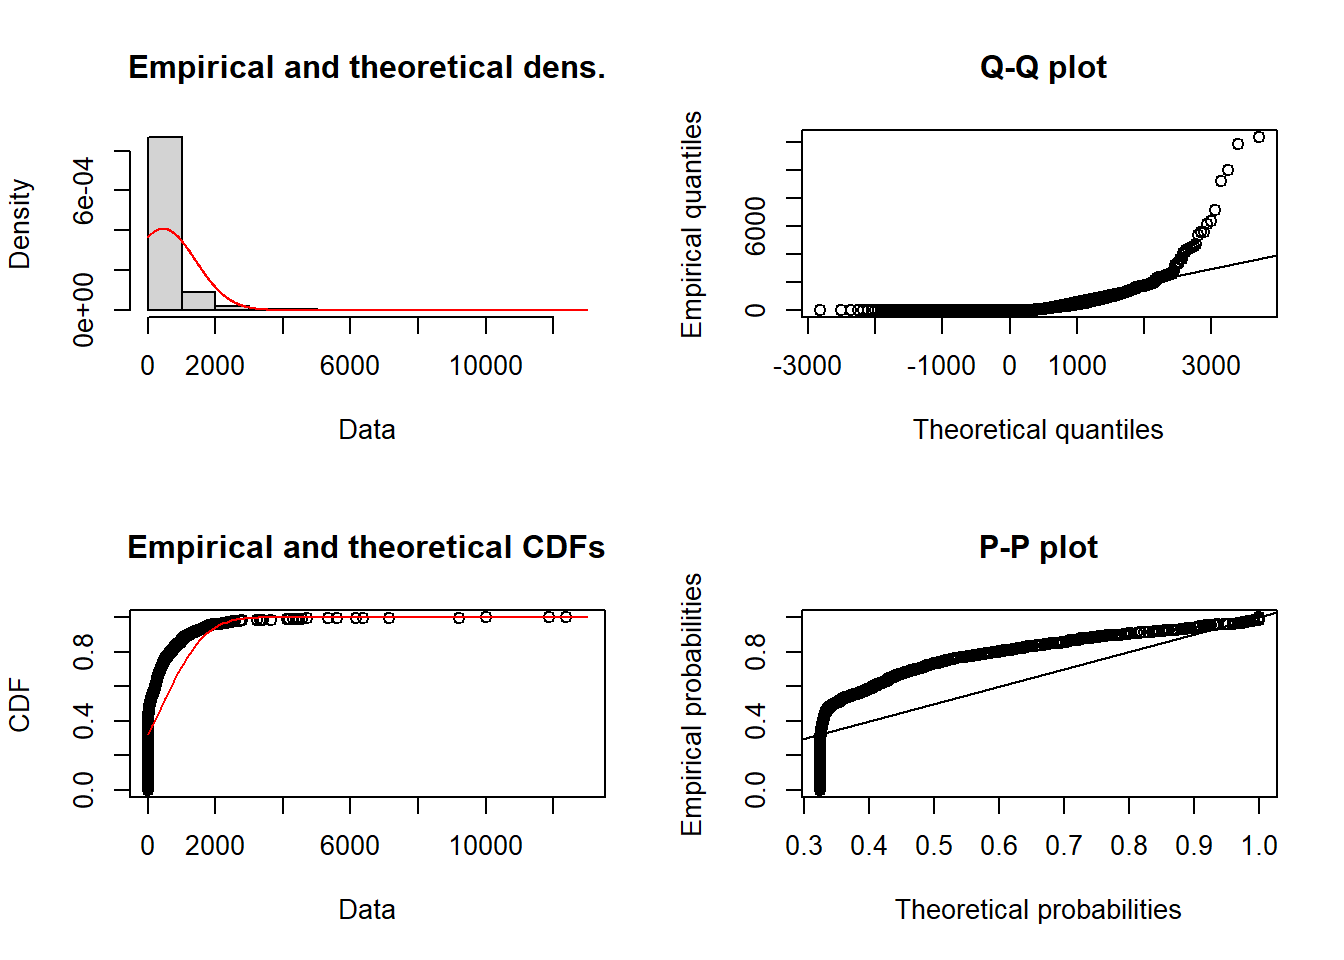 Empirical and theoretical dens.
Density
0e+00 6e-04
0 2000 6000 10000
Data
Q-Q plot
Empirical quantiles
0 6000
-3000 -1000 0 1000 3000
Theoretical quantiles
Empirical and theoretical CDFs
CDF
0.0 0.4 0.8
0 2000 6000 10000
Data
P-P plot
Empirical probabilities
0.0 0.4 0.8
0.3 0.4 0.5 0.6 0.7 0.8 0.9 1.0
Theoretical probabilities